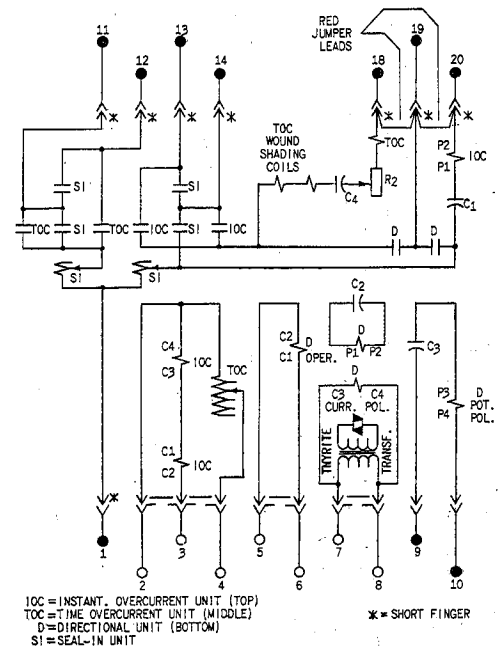 RED
JUMPER
LEADS
11
12
13
14
18
19
20
*
*
*
*
*
*
*
TOC
WOUND
SHADING
COILS
TOC
P2
P1
IOC
SI
SI
C4
R2
C1
TOC
SI
TOC
IOC
SI
IOC
D
D
SI
SI
C4
C3
IOC
TOC
C2
C1
D
OPER.
C2
D
P1
P2
C3
C1
C2
IOC
D
C3
C4
CURR.
POL.
THYRITE
TRANSF.
P3
P4
D
POT.
POL.
*
1
2
3
4
5
6
7
8
9
10
IOC = INSTANT. OVERCURRENT UNIT (TOP)
TOC = TIME OVERCURRENT UNIT (MIDDLE)
D = DIRECTIONAL UNIT (BOTTOM)
SI = SEAL-IN UNIT
* = SHORT FINGER